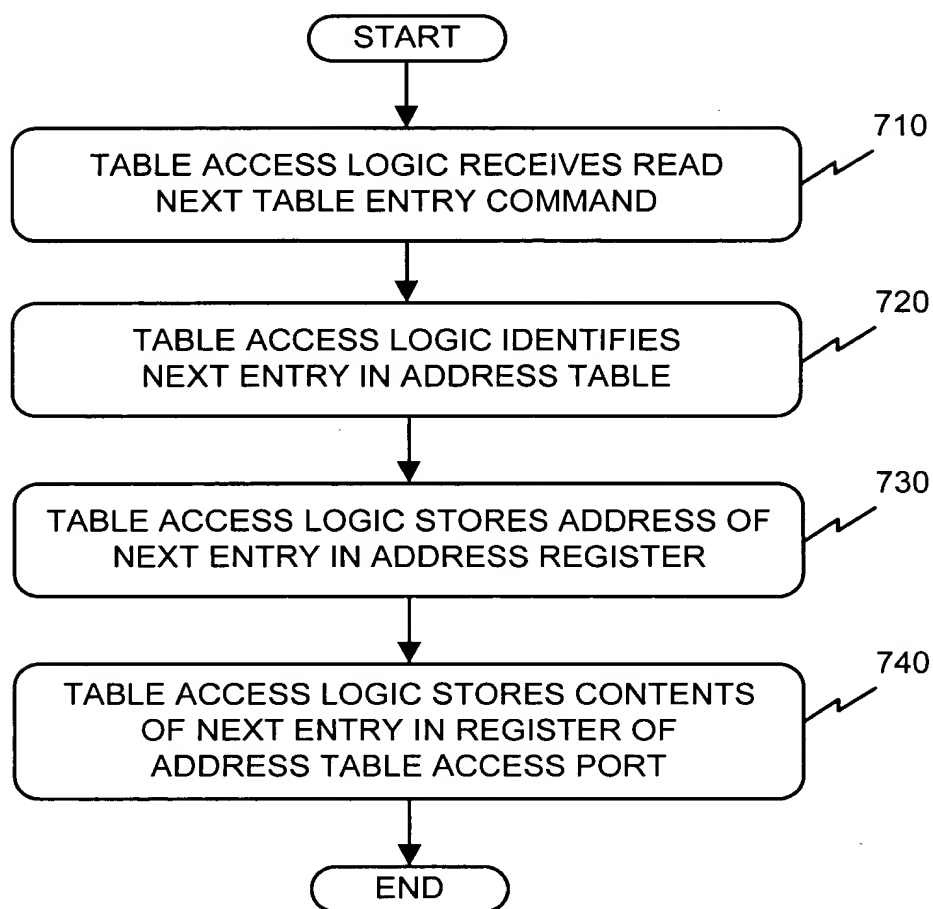 START
710
TABLE ACCESS LOGIC RECEIVES READ
NEXT TABLE ENTRY COMMAND
720
TABLE ACCESS LOGIC IDENTIFIES
NEXT ENTRY IN ADDRESS TABLE
730
TABLE ACCESS LOGIC STORES ADDRESS OF
NEXT ENTRY IN ADDRESS REGISTER
740
TABLE ACCESS LOGIC STORES CONTENTS
OF NEXT ENTRY IN REGISTER OF
ADDRESS TABLE ACCESS PORT
END